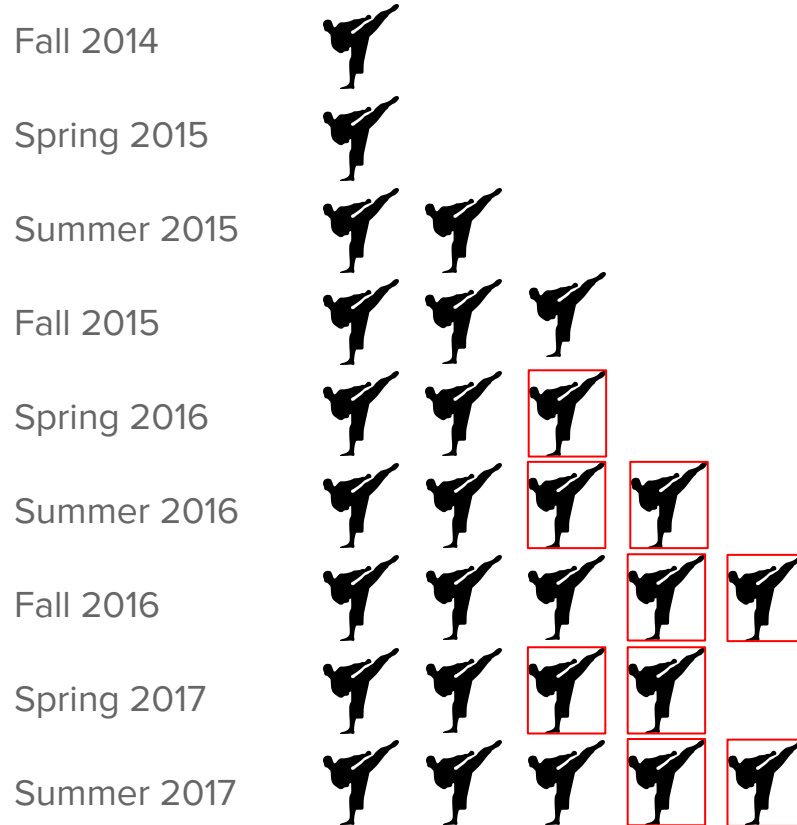 Fall 2014
Spring 2015
Summer 2015
Fall 2015
Spring 2016
Summer 2016
Fall 2016
Spring 2017
Summer 2017